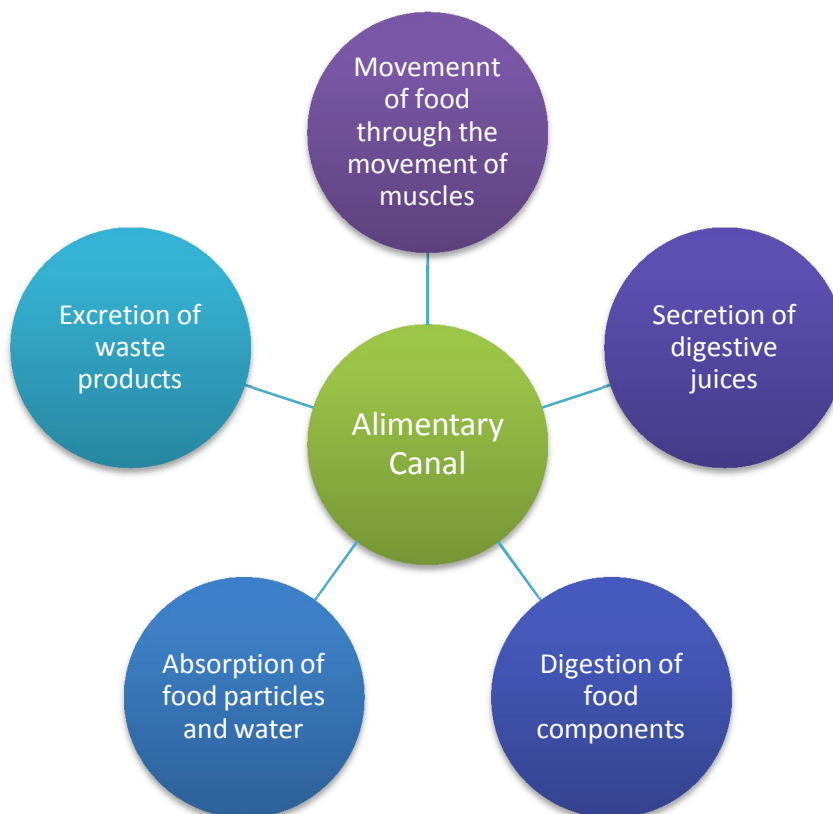 Movemennt
of food
through the
movement of
muscles
Secretion of
digestive
juices
Digestion of
food
components
Absorption of
food particles
and water
Excretion of
waste
products
Alimentary
Canal